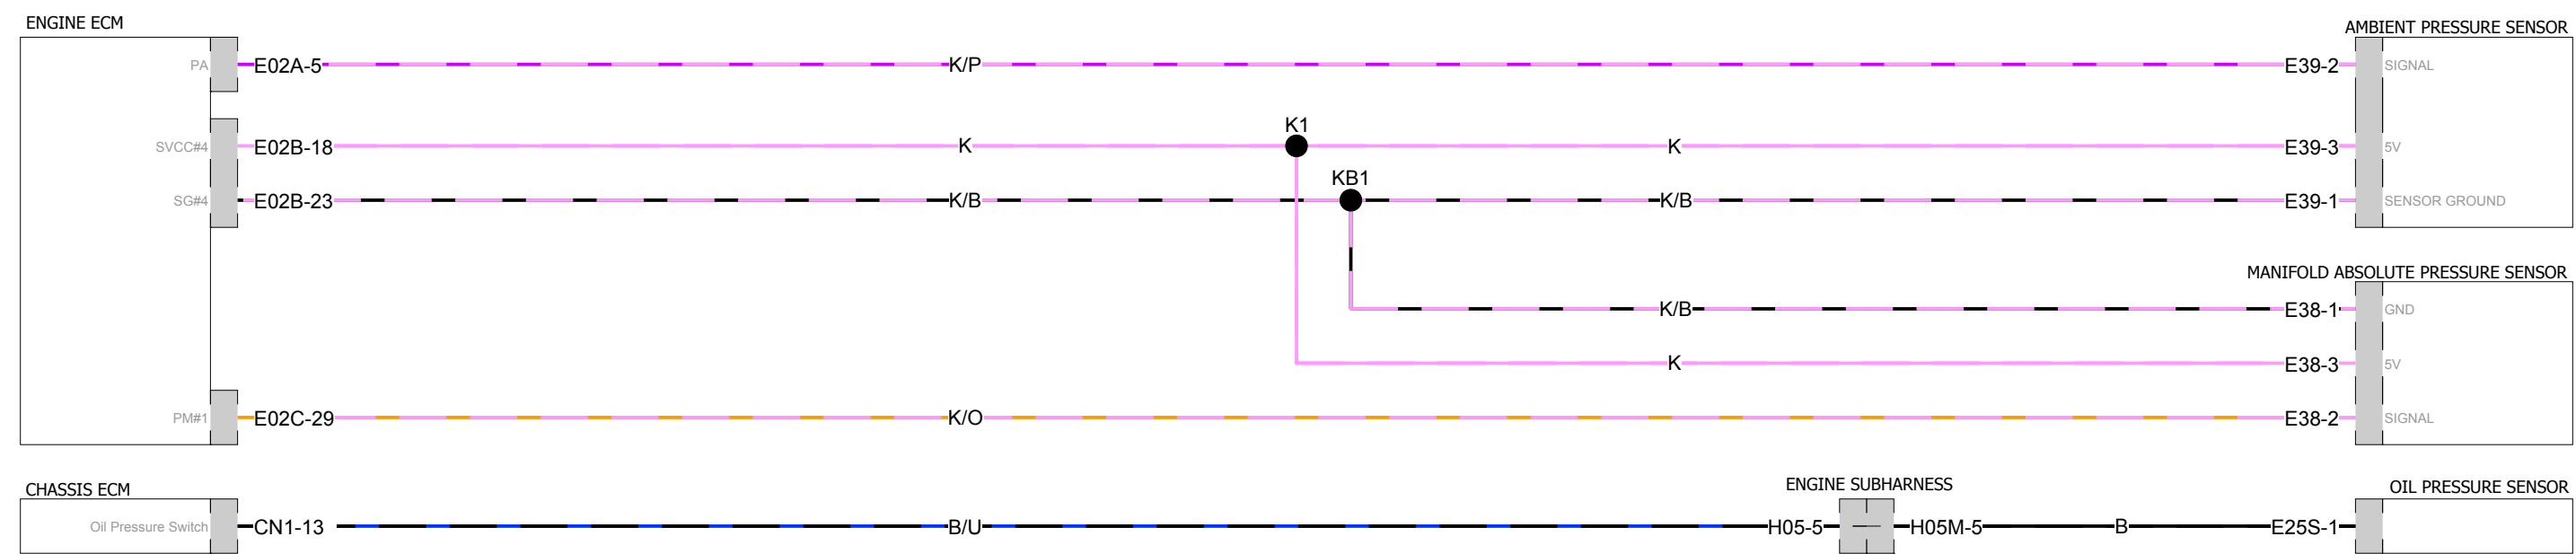 ENGINE ECM
AMBIENT PRESSURE SENSOR
PA E02A-5 K/P E39-2 SIGNAL
K1
SVCC#4 E02B-18 K K E39-3 5V
KB1
SG#4 E02B-23 K/B K/B E39-1 SENSOR GROUND
MANIFOLD ABSOLUTE PRESSURE SENSOR
K/B E38-1 GND
K E38-3 5V
PM#1 E02C-29 K/O E38-2 SIGNAL
CHASSIS ECM ENGINE SUBHARNESS OIL PRESSURE SENSOR
Oil Pressure Switch CN1-13 B/U H05-5 H05M-5 B E25S-1